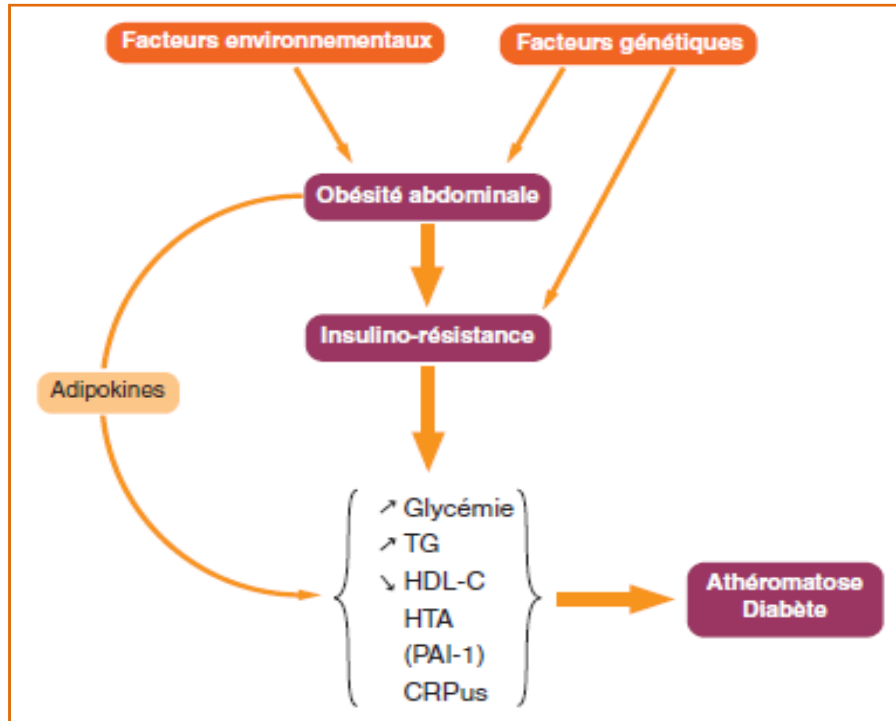 Facteurs environnementaux
Facteurs génétiques
Obésité abdominale
Insulino-résistance
Adipokines
↗ Glycémie
↗ TG
↘ HDL-C
HTA
(PAI-1)
CRPus
Athéromatose
Diabète